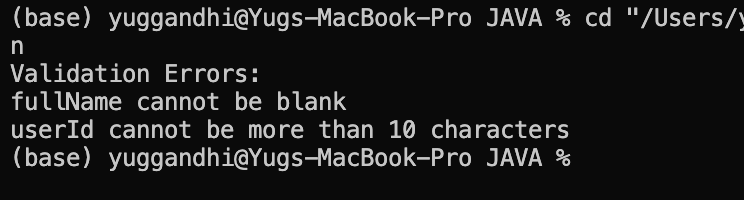 (base) yuggandhi@Yugs-MacBook-Pro JAVA % cd "/Users/y
n
Validation Errors:
fullName cannot be blank
userId cannot be more than 10 characters
(base) yuggandhi@Yugs-MacBook-Pro JAVA %